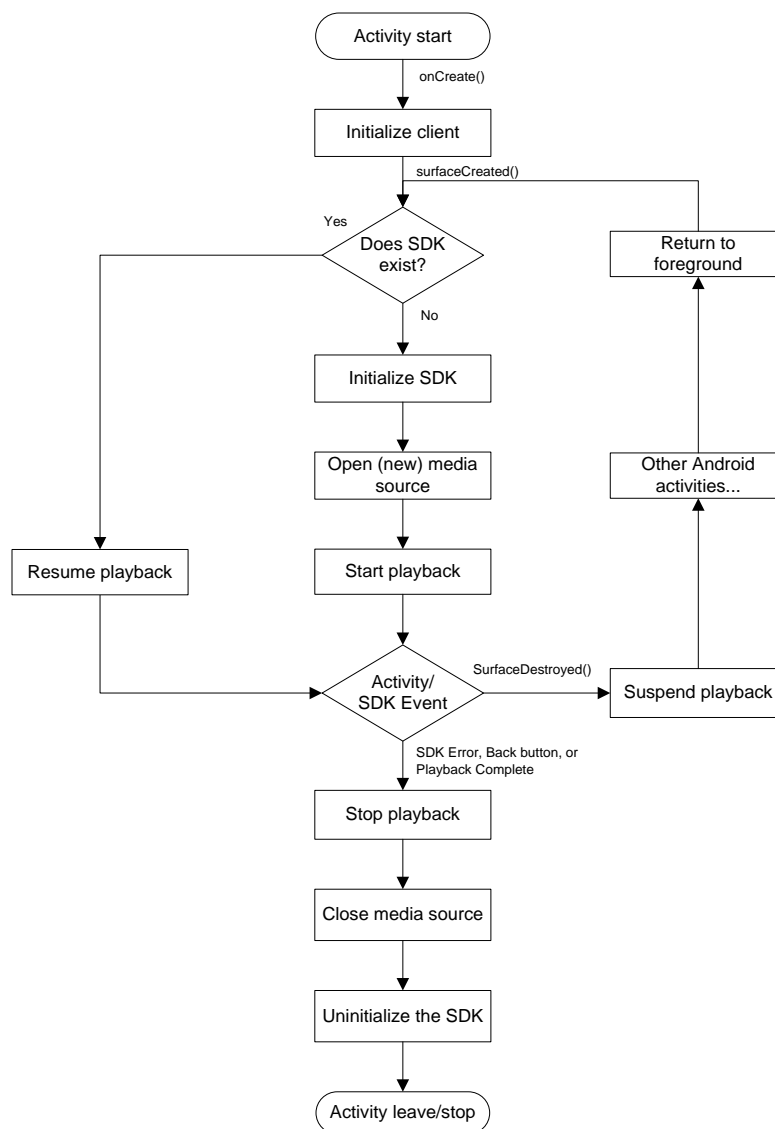 Activity start
onCreate()
Initialize client
surfaceCreated()
Yes
Does SDK
exist?
Return to
foreground
No
Initialize SDK
Open (new) media
source
Other Android
activities...
Resume playback
Start playback
Activity/
SDK Event
SurfaceDestroyed()
Suspend playback
SDK Error, Back button, or
Playback Complete
Stop playback
Close media source
Uninitialize the SDK
Activity leave/stop